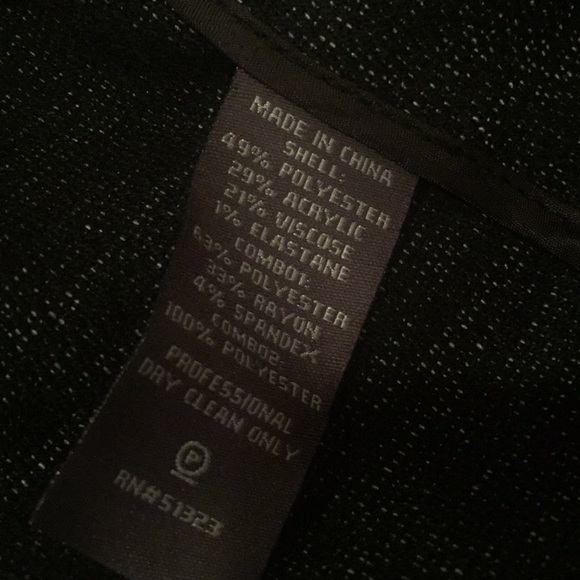 MADE IN CHINA
SHELL:
49% POLYESTER
29% ACRYLIC
21% VISCOSE
1% ELASTANE
COMBO1:
63% POLYESTER
33% RAYON
4% SPANDEX
COMBO2:
100% POLYESTER
PROFESSIONAL
DRY CLEAN ONLY
P
RN#51323